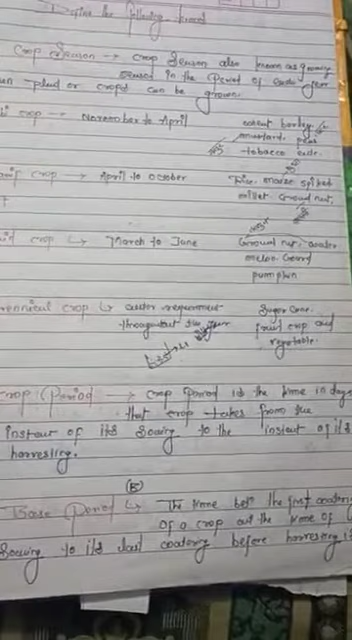 the following
Crop Season → crop Season also known as growing
season in the Period of each year
plant or crops can be grown.
crop → November to April wheat barley
mustard, peas
tobacco
crop → April to October Rice, maize
millet Ground nut,
crop ↳ March to June Ground nut, water
melon Gourd
pumpkin
crop ↳ water requirement Sugar cane
throughout the year fruit crop and
vegetable.
Crop Period → crop Period is the time in days
that crop takes from the
instant of its Sowing to the instant of its
harvesting.
(B)
Base Period ↳ The time betn the first watering
of a crop at the time of
Sowing to its last watering before harvesting is